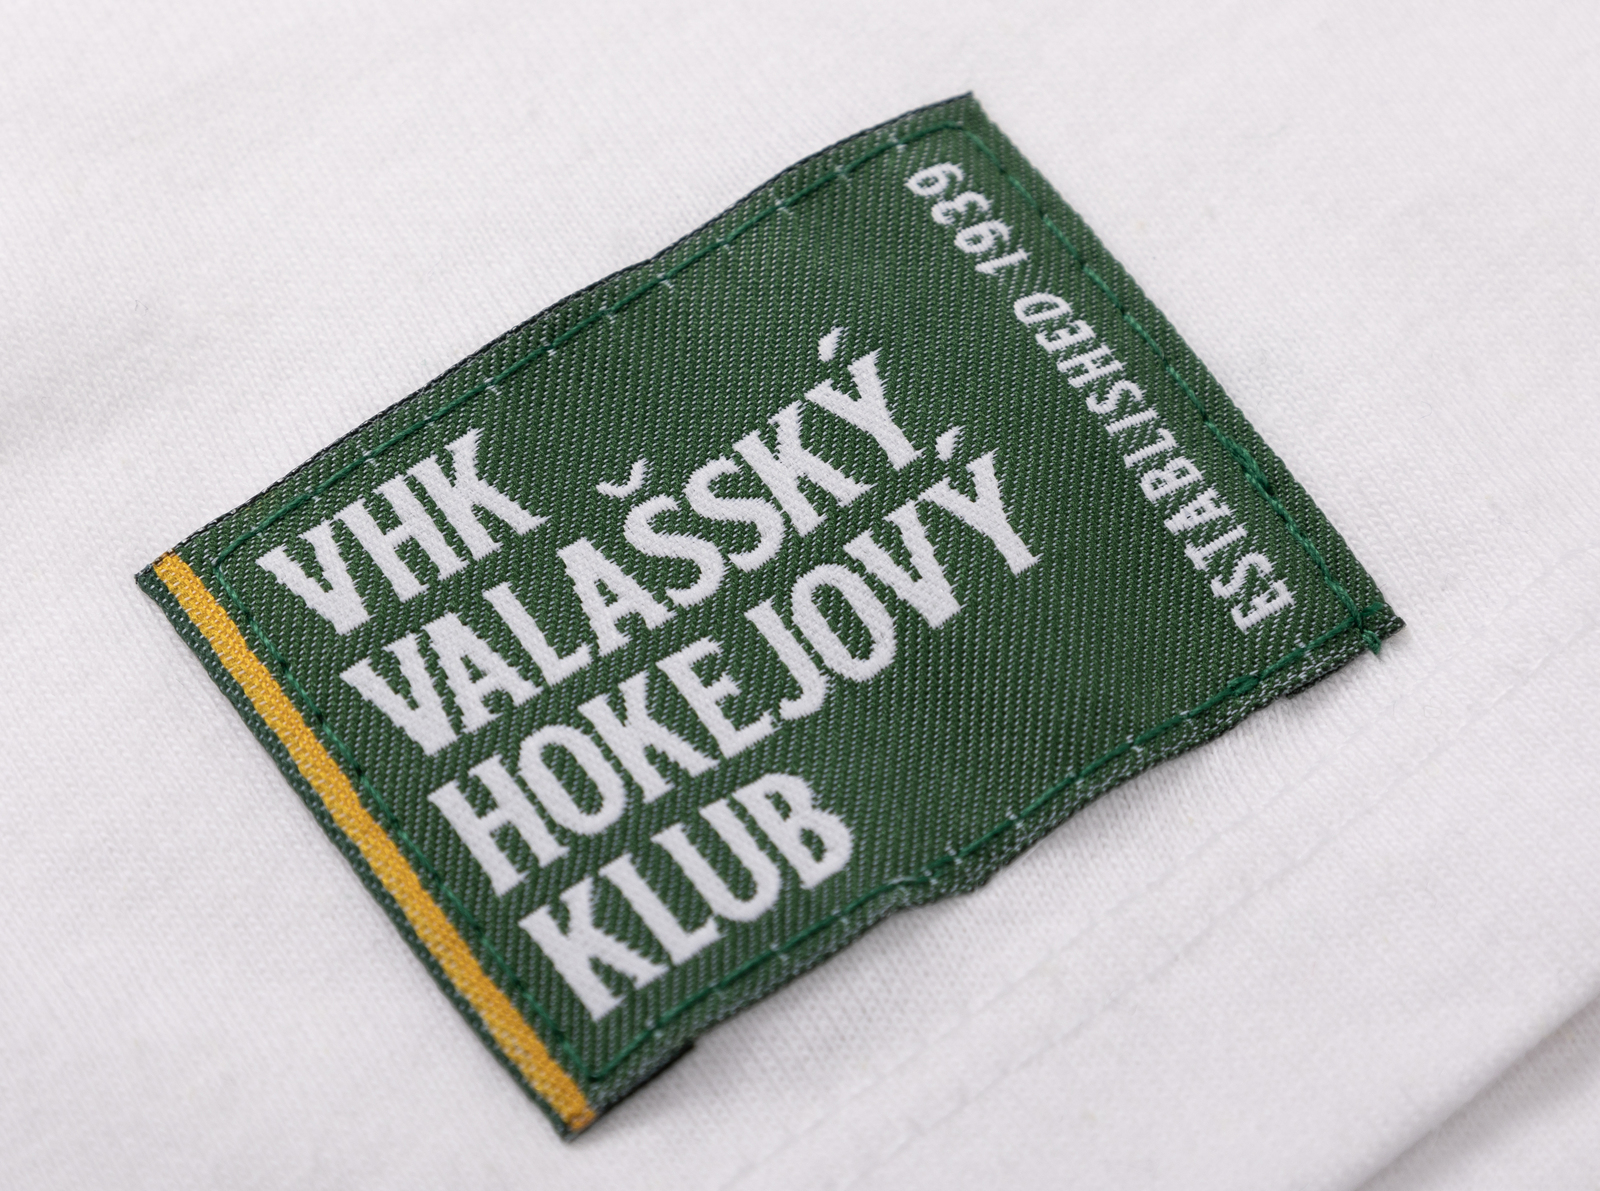 VHK
VALAŠSKÝ
HOKEJOVÝ
KLUB
ESTABLISHED 1939